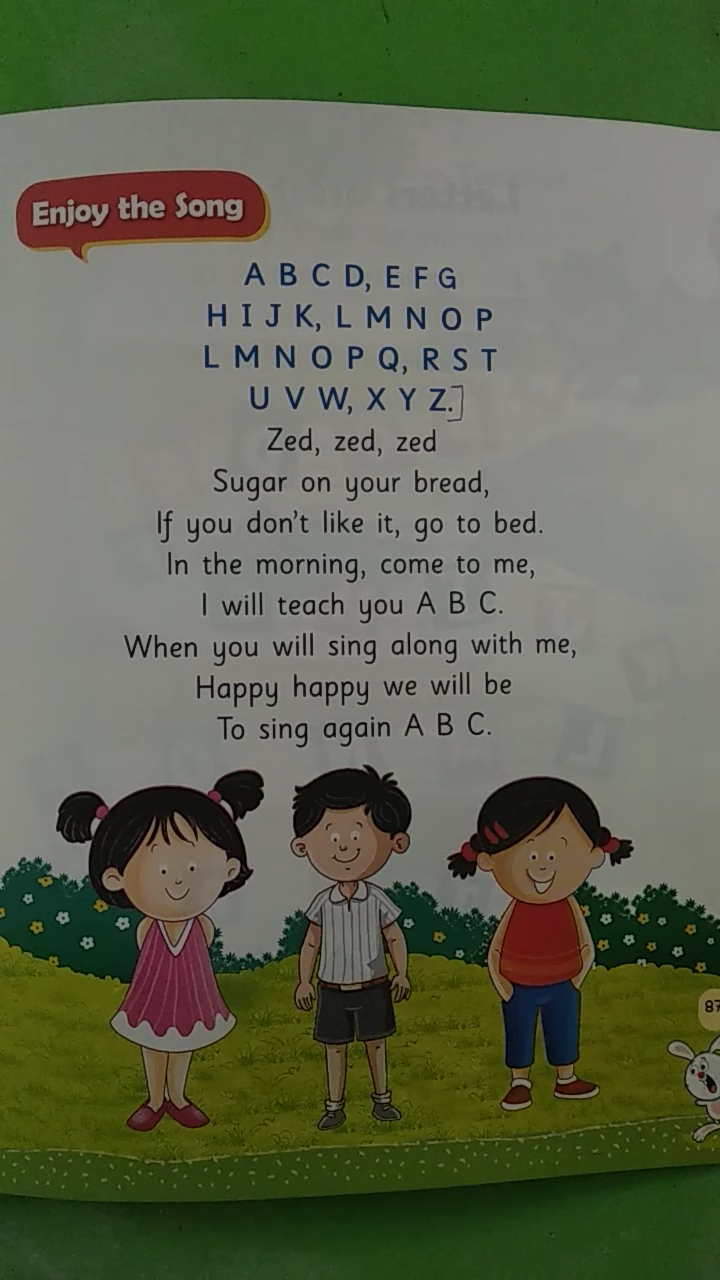 Enjoy the Song
A B C D, E F G
H I J K, L M N O P
L M N O P Q, R S T
U V W, X Y Z.]
Zed, zed, zed
Sugar on your bread,
If you don't like it, go to bed.
In the morning, come to me,
I will teach you A B C.
When you will sing along with me,
Happy happy we will be
To sing again A B C.
87